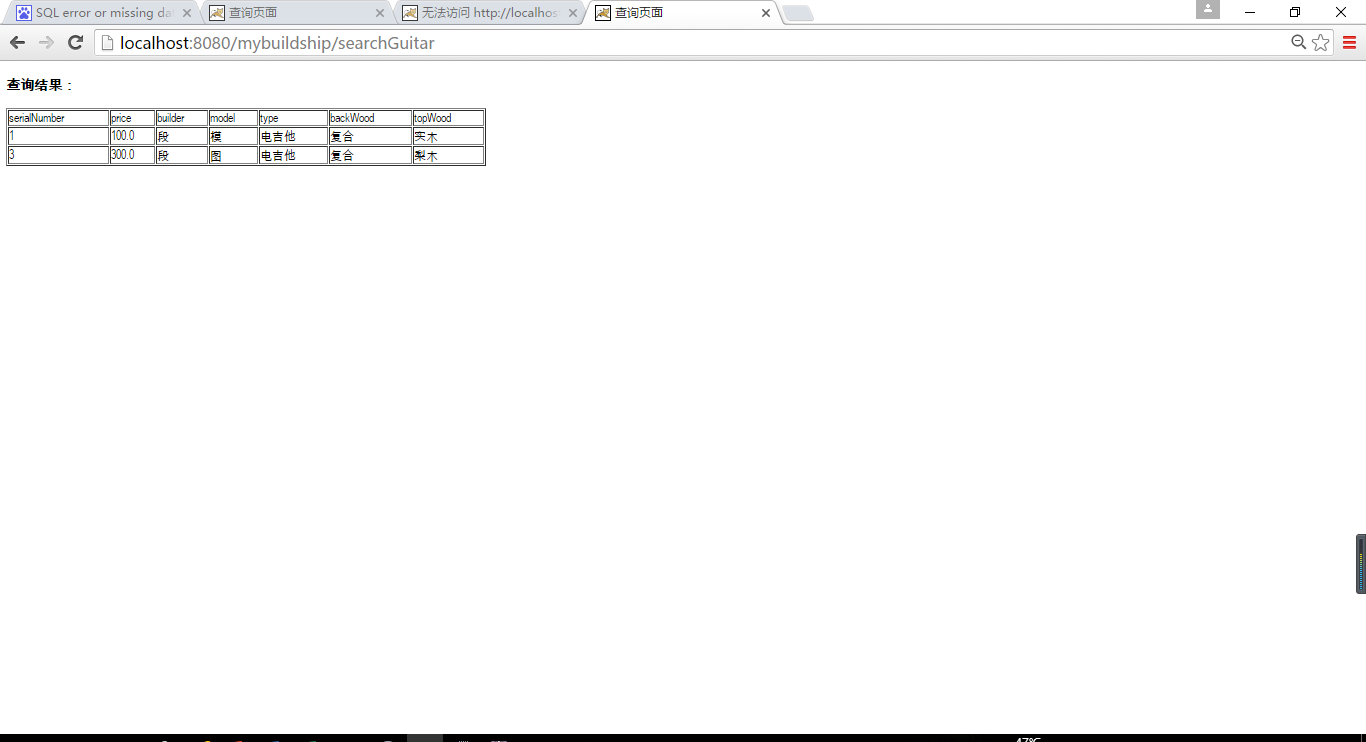 SQL error or missing da
查询页面
无法访问 http://localhos
查询页面
localhost:8080/mybuildship/searchGuitar
查询结果：
serialNumber price builder model type backWood topWood
1 100.0 段 模 电吉他 复合 实木
3 300.0 段 图 电吉他 复合 梨木